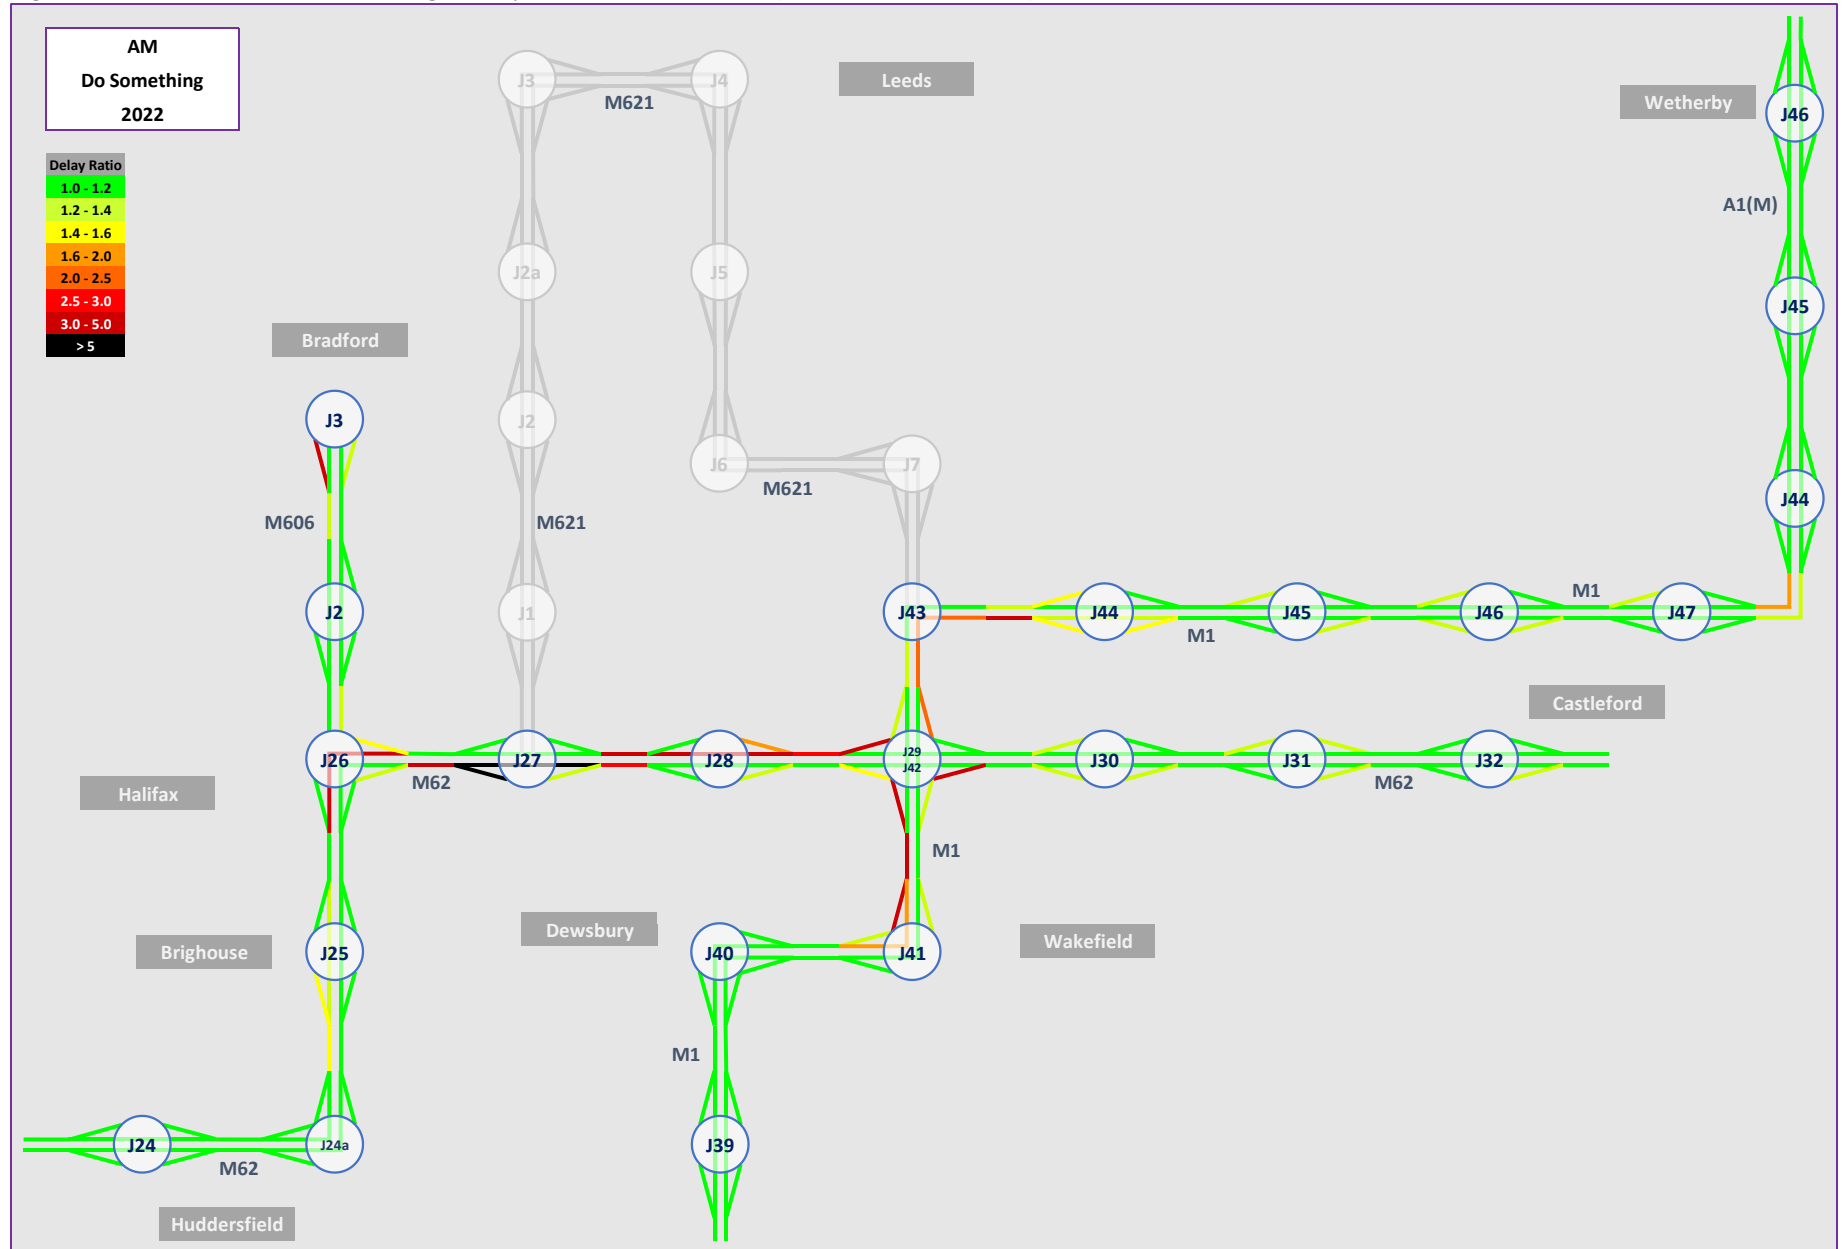 AM
Do Something
2022
Delay Ratio
1.0 - 1.2
1.2 - 1.4
1.4 - 1.6
1.6 - 2.0
2.0 - 2.5
2.5 - 3.0
3.0 - 5.0
> 5
J3
J4
M621
Leeds
Wetherby
J46
A1(M)
J2a
J5
J45
Bradford
J3
J2
J6
J7
M621
J44
M606
M621
J2
J1
J43
J44
J45
J46
M1
J47
M1
Castleford
J26
J27
J28
J29
J42
J30
J31
J32
M62
M62
Halifax
M1
Brighouse
J25
Dewsbury
J40
J41
Wakefield
M1
J24
J24a
J39
M62
Huddersfield